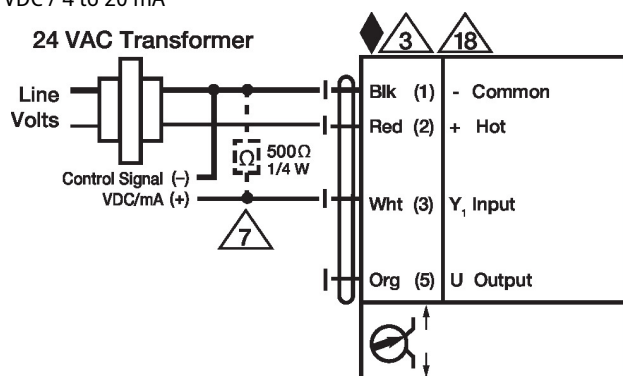 VDC / 4 to 20 mA
24 VAC Transformer
3 18
Line
Volts
Blk (1) - Common
Red (2) + Hot
Ω 500Ω
1/4 W
Control Signal (–)
VDC/mA (+)
Wht (3) Y₁ Input
7
Org (5) U Output